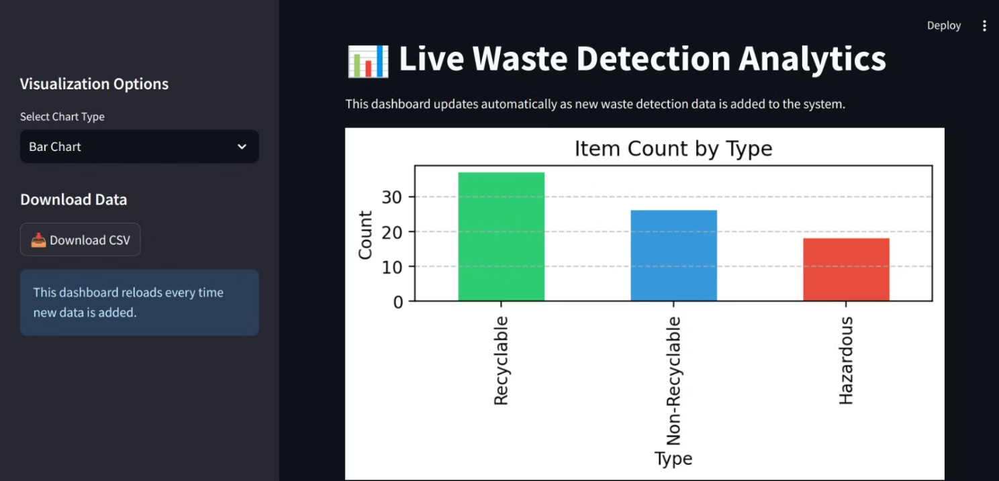 Deploy
Visualization Options
Select Chart Type
Bar Chart
Download Data
Download CSV
This dashboard reloads every time
new data is added.
Live Waste Detection Analytics
This dashboard updates automatically as new waste detection data is added to the system.
Item Count by Type
Count
30
20
10
0
Recyclable
Non-Recyclable
Hazardous
Type